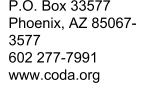 P.O. Box 33577
Phoenix, AZ 85067-
3577
602 277-7991
www.coda.org